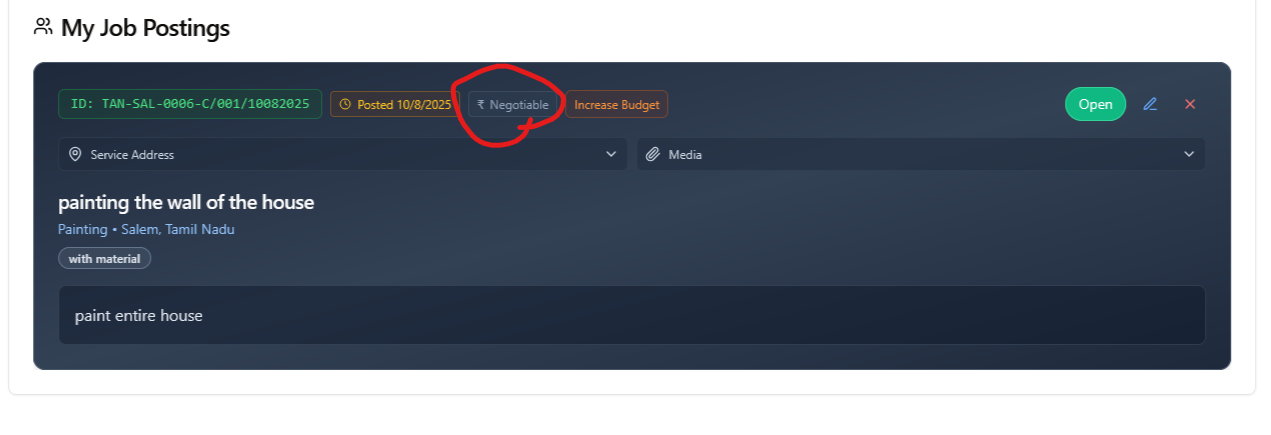 My Job Postings
ID: TAN-SAL-0006-C/001/10082025 Posted 10/8/2025 ₹ Negotiable Increase Budget Open
Service Address Media
painting the wall of the house
Painting • Salem, Tamil Nadu
with material
paint entire house